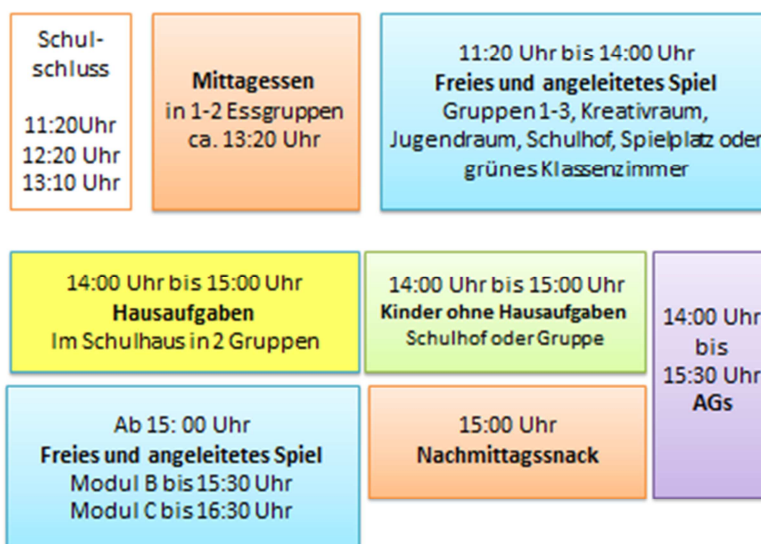 Schul-
schluss
11:20Uhr
12:20 Uhr
13:10 Uhr
Mittagessen
in 1-2 Essgruppen
ca. 13:20 Uhr
11:20 Uhr bis 14:00 Uhr
Freies und angeleitetes Spiel
Gruppen 1-3, Kreativraum,
Jugendraum, Schulhof, Spielplatz oder
grünes Klassenzimmer
14:00 Uhr bis 15:00 Uhr
Hausaufgaben
Im Schulhaus in 2 Gruppen
14:00 Uhr bis 15:00 Uhr
Kinder ohne Hausaufgaben
Schulhof oder Gruppe
14:00 Uhr
bis
15:30 Uhr
AGs
Ab 15: 00 Uhr
Freies und angeleitetes Spiel
Modul B bis 15:30 Uhr
Modul C bis 16:30 Uhr
15:00 Uhr
Nachmittagssnack